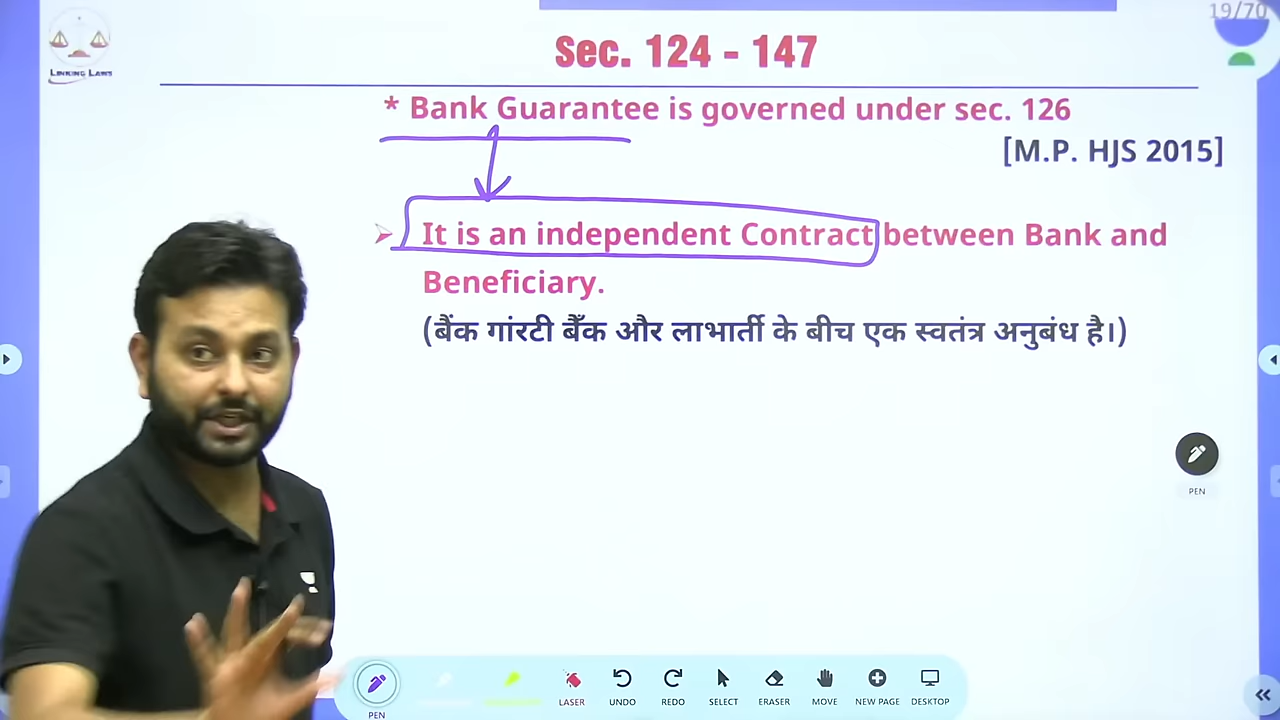 19/70
LINKING LAWS
Sec. 124 - 147
* Bank Guarantee is governed under sec. 126
[M.P. HJS 2015]
➢ It is an independent Contract between Bank and
Beneficiary.
(बैंक गांरटी बैँक और लाभार्ती के बीच एक स्वतंत्र अनुबंध है।)
PEN
PEN
LASER
UNDO
REDO
SELECT
ERASER
MOVE
NEW PAGE
DESKTOP